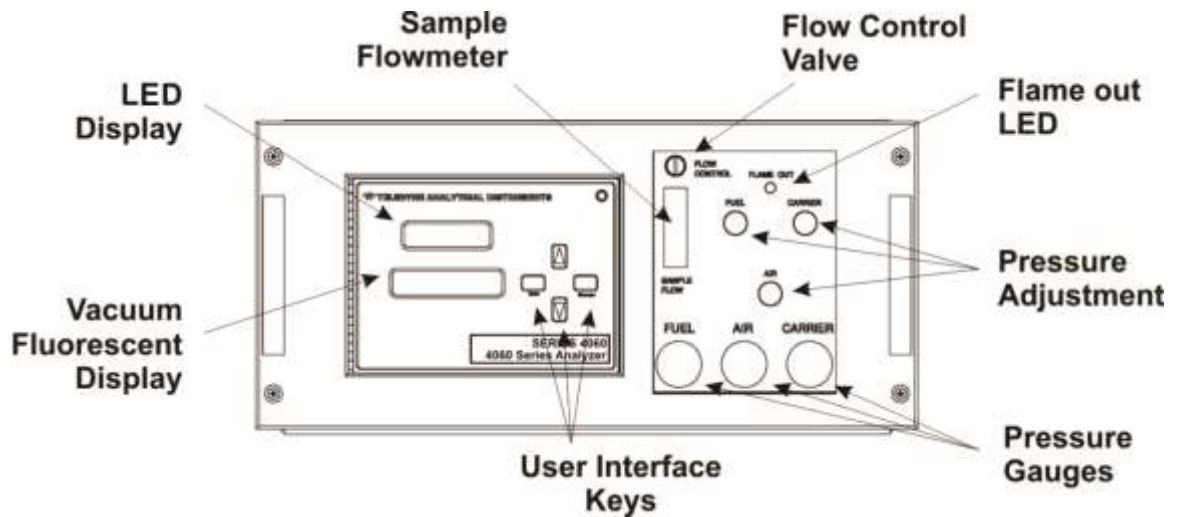 Sample
Flowmeter
Flow Control
Valve
LED
Display
Flame out
LED
FLOW
CONTROL
FLAME OUT
TELEDYNE ANALYTICAL INSTRUMENTS
FUEL
CARRIER
AIR
SAMPLE
FLOW
Pressure
Adjustment
Vacuum
Fluorescent
Display
FUEL AIR CARRIER
SERIES 4060
4060 Series Analyzer
User Interface
Keys
Pressure
Gauges